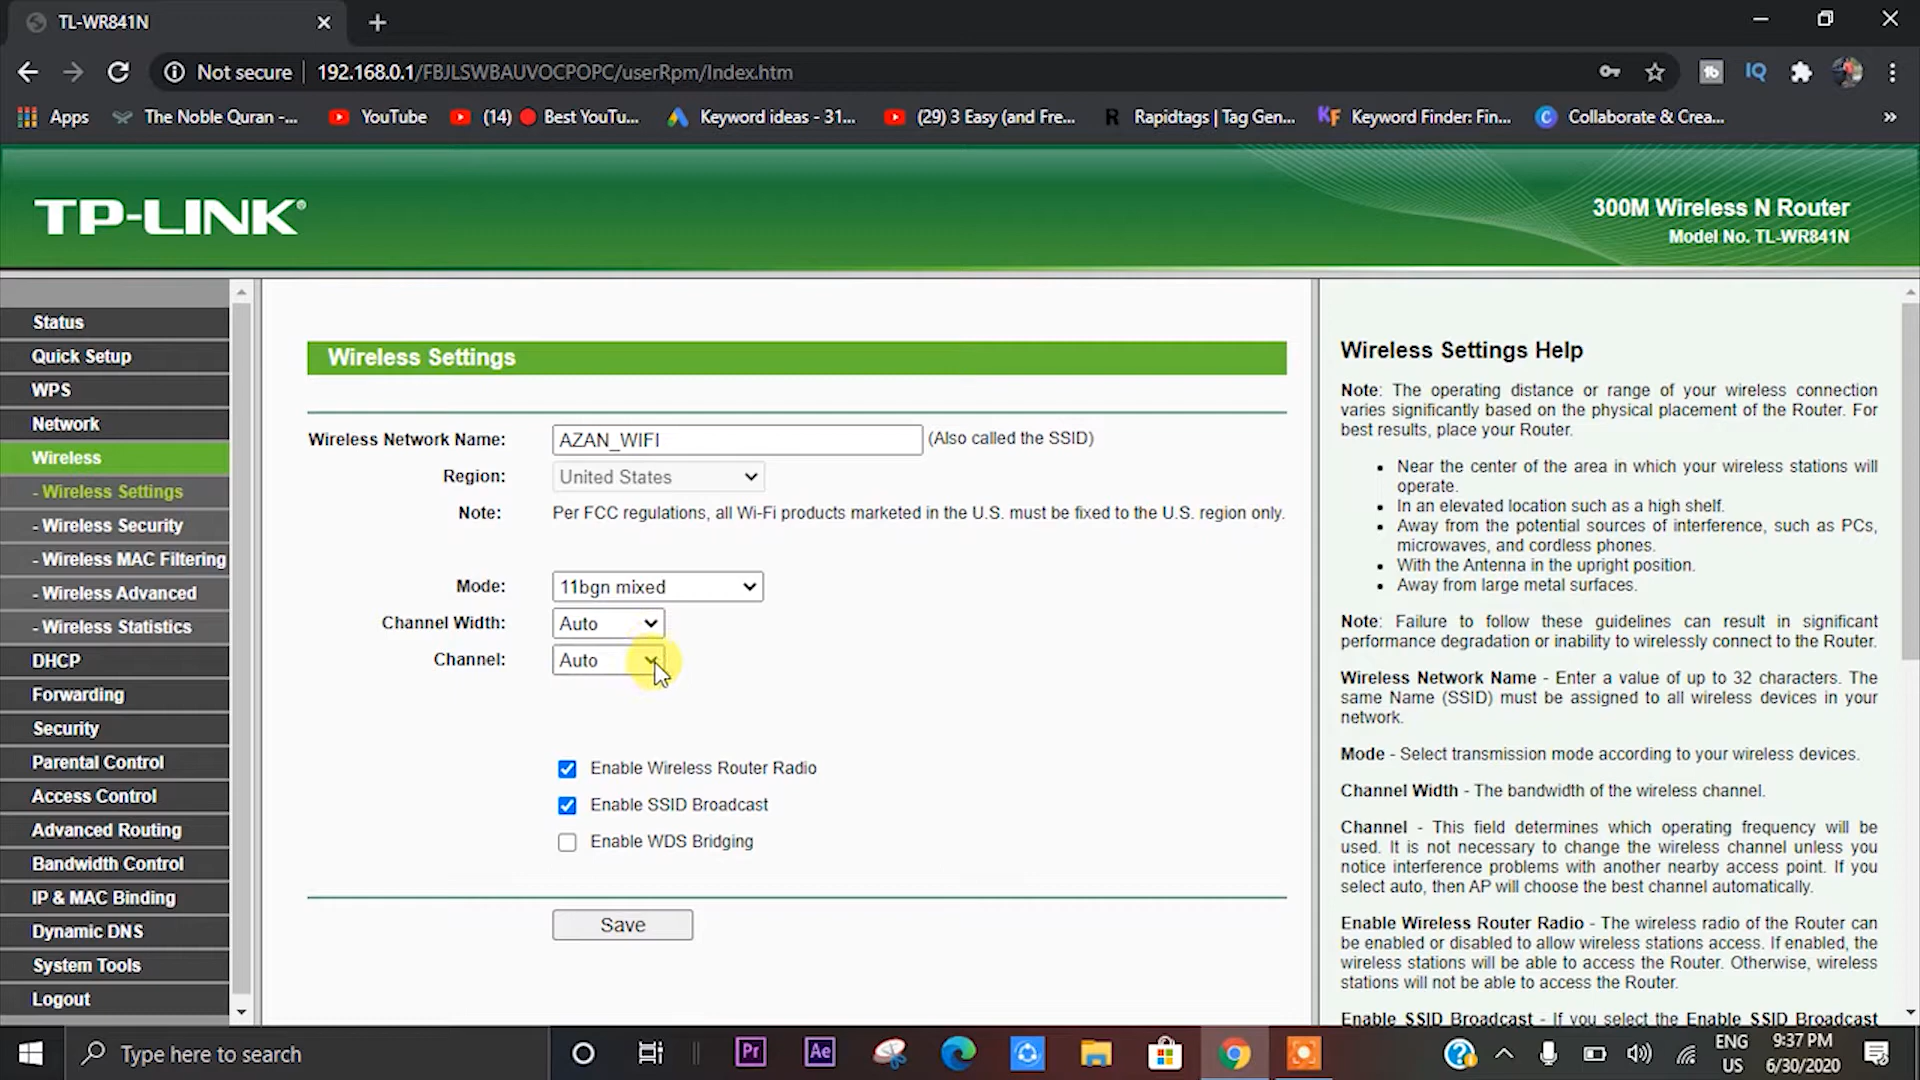 TL-WR841N
Not secure
192.168.0.1/FBJLSWBAUVOCPOPC/userRpm/Index.htm
tb
IQ
Apps
The Noble Quran -...
YouTube
(14) Best YouTu...
Keyword ideas - 31...
(29) 3 Easy (and Fre...
R Rapidtags | Tag Gen...
KF Keyword Finder: Fin...
C Collaborate & Crea...
»
TP-LINK®
300M Wireless N Router
Model No. TL-WR841N
Status
Quick Setup
WPS
Network
Wireless
- Wireless Settings
- Wireless Security
- Wireless MAC Filtering
- Wireless Advanced
- Wireless Statistics
DHCP
Forwarding
Security
Parental Control
Access Control
Advanced Routing
Bandwidth Control
IP & MAC Binding
Dynamic DNS
System Tools
Logout
Wireless Settings
Wireless Network Name: AZAN_WIFI (Also called the SSID)
Region: United States
Note: Per FCC regulations, all Wi-Fi products marketed in the U.S. must be fixed to the U.S. region only.
Mode: 11bgn mixed
Channel Width: Auto
Channel: Auto
Enable Wireless Router Radio
Enable SSID Broadcast
Enable WDS Bridging
Save
Wireless Settings Help
Note: The operating distance or range of your wireless connection
varies significantly based on the physical placement of the Router. For
best results, place your Router.
• Near the center of the area in which your wireless stations will
operate.
• In an elevated location such as a high shelf.
• Away from the potential sources of interference, such as PCs,
microwaves, and cordless phones.
• With the Antenna in the upright position.
• Away from large metal surfaces.
Note: Failure to follow these guidelines can result in significant
performance degradation or inability to wirelessly connect to the Router.
Wireless Network Name - Enter a value of up to 32 characters. The
same Name (SSID) must be assigned to all wireless devices in your
network.
Mode - Select transmission mode according to your wireless devices.
Channel Width - The bandwidth of the wireless channel.
Channel - This field determines which operating frequency will be
used. It is not necessary to change the wireless channel unless you
notice interference problems with another nearby access point. If you
select auto, then AP will choose the best channel automatically.
Enable Wireless Router Radio - The wireless radio of the Router can
be enabled or disabled to allow wireless stations access. If enabled, the
wireless stations will be able to access the Router. Otherwise, wireless
stations will not be able to access the Router.
Enable SSID Broadcast - If you select the Enable SSID Broadcast
Type here to search
Pr
Ae
ENG
US
9:37 PM
6/30/2020